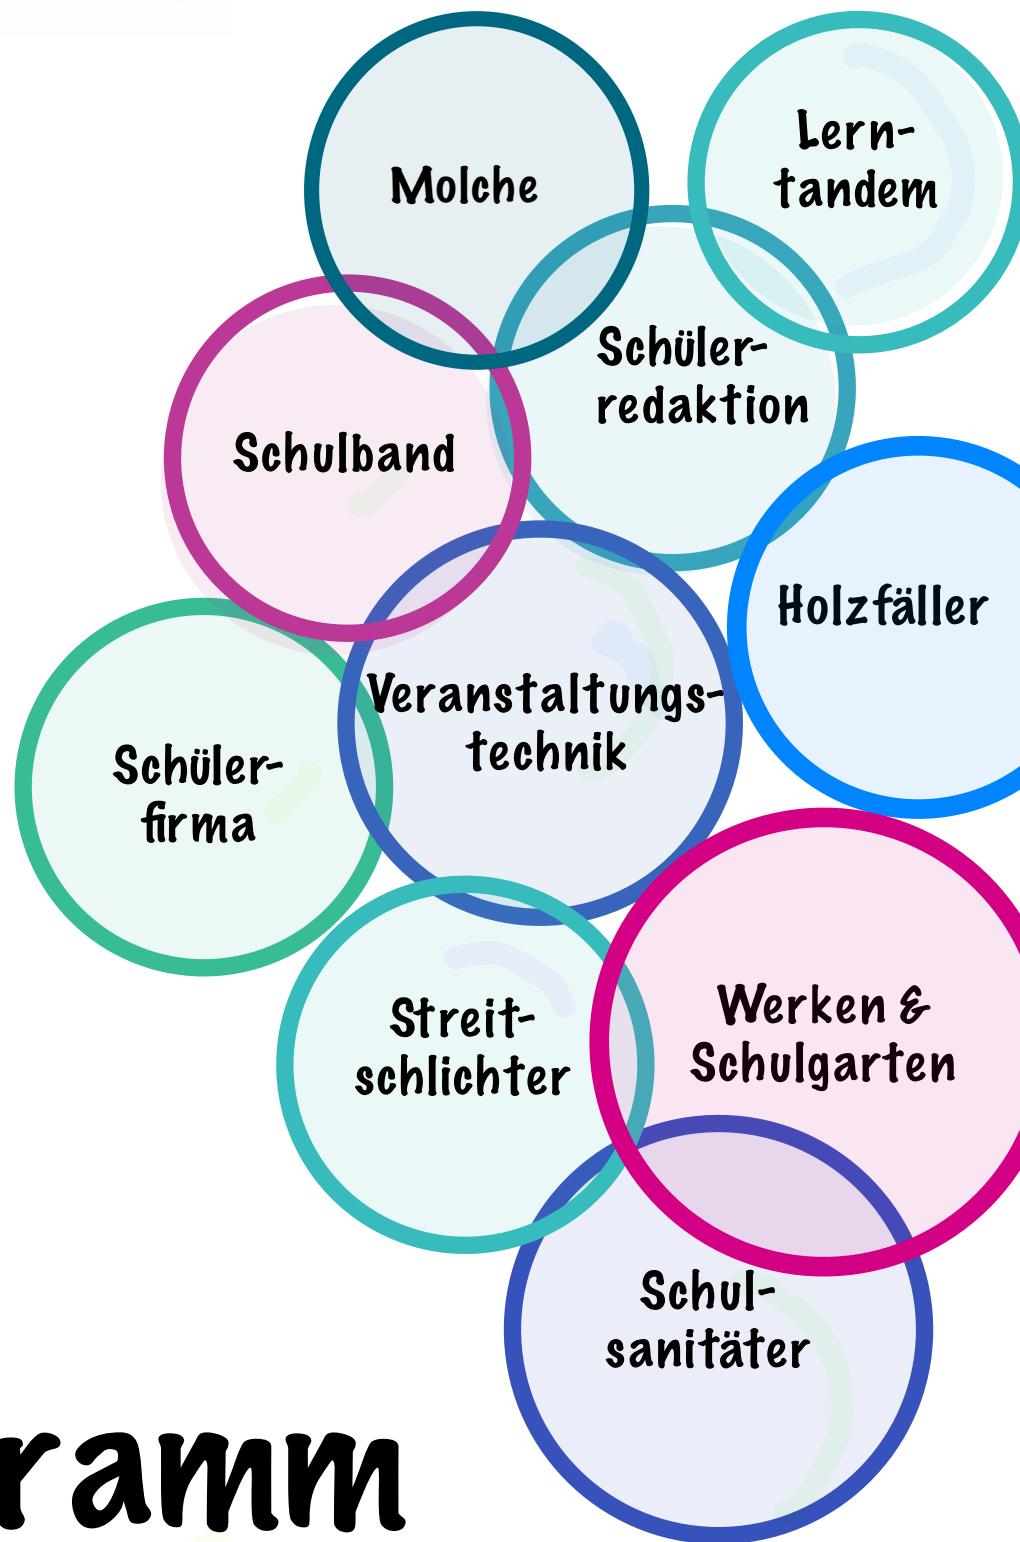 Molche
Lern-
tandem
Schüler-
redaktion
Schulband
Holzfäller
Veranstaltungs-
technik
Schüler-
firma
Streit-
schlichter
Werken &
Schulgarten
Schul-
sanitäter
ramm